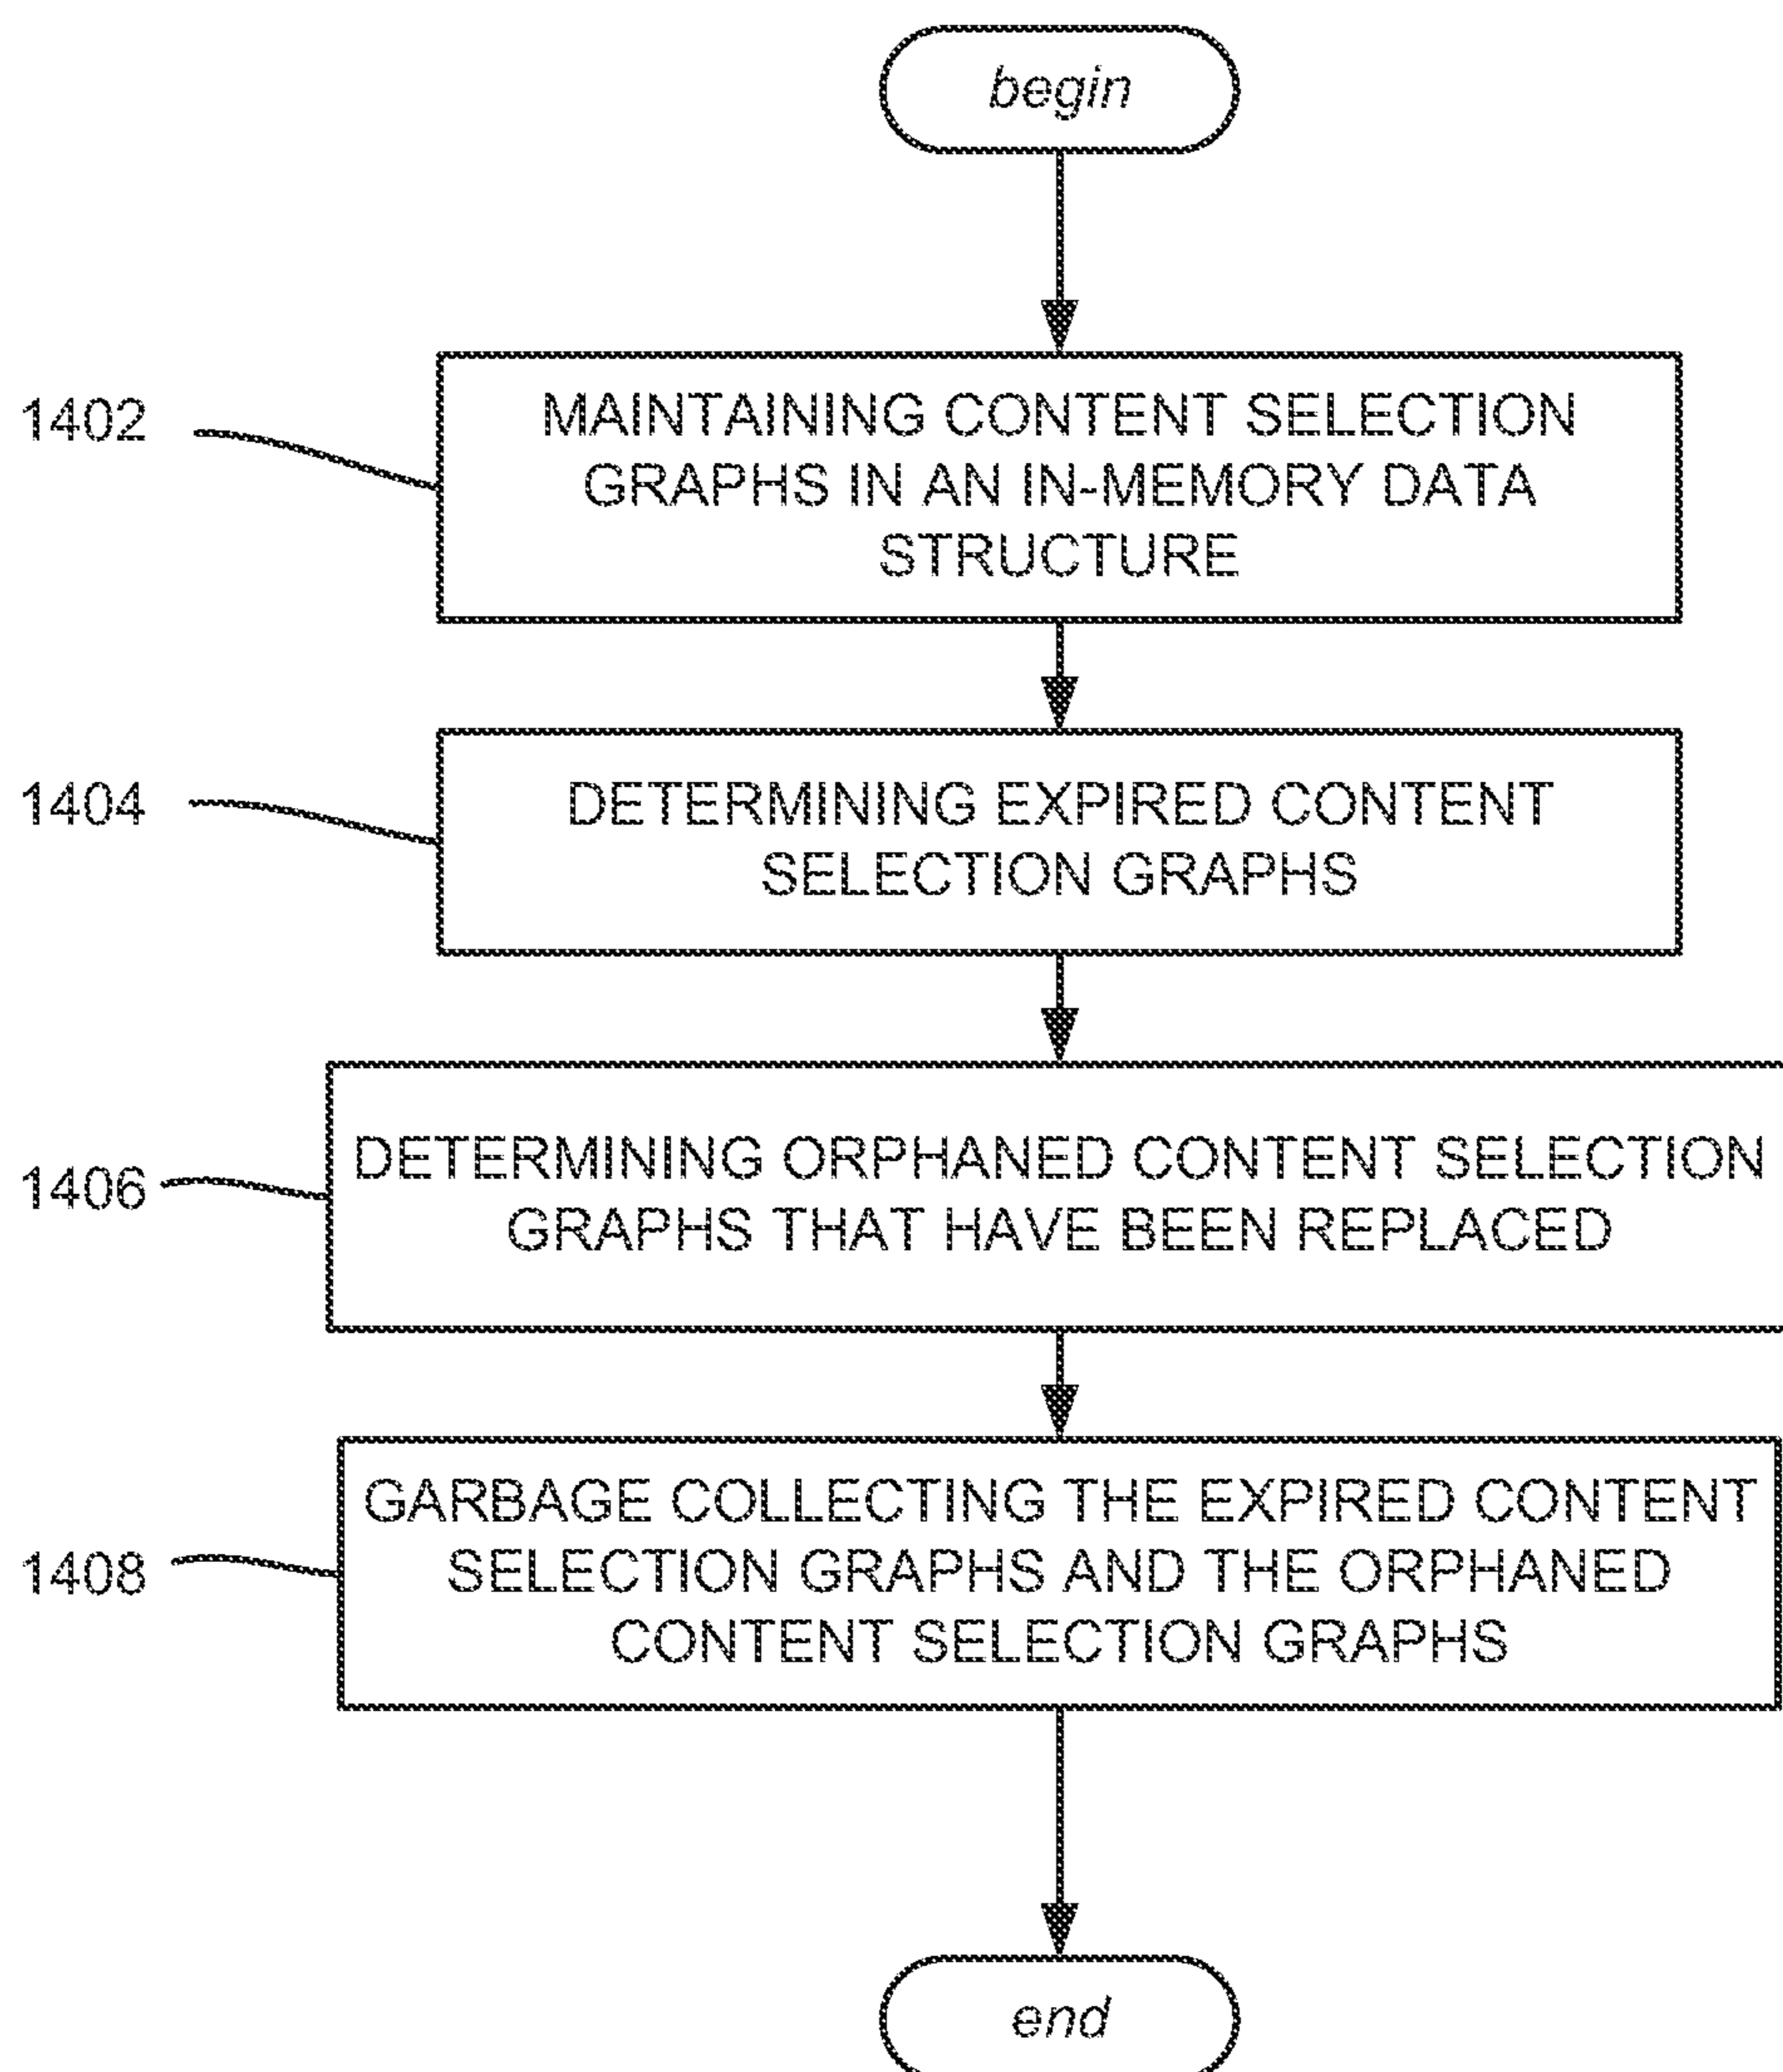 begin
1402
MAINTAINING CONTENT SELECTION
GRAPHS IN AN IN-MEMORY DATA
STRUCTURE
1404
DETERMINING EXPIRED CONTENT
SELECTION GRAPHS
1406
DETERMINING ORPHANED CONTENT SELECTION
GRAPHS THAT HAVE BEEN REPLACED
1408
GARBAGE COLLECTING THE EXPIRED CONTENT
SELECTION GRAPHS AND THE ORPHANED
CONTENT SELECTION GRAPHS
end